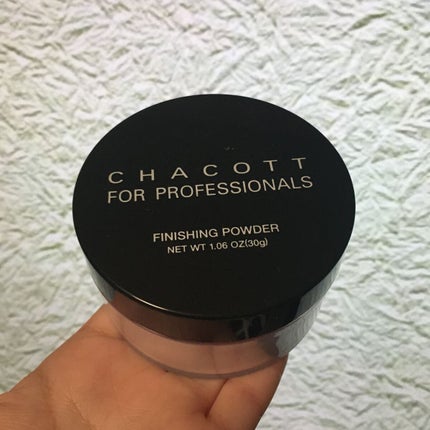 CHACOTT
FOR PROFESSIONALS
FINISHING POWDER
NET WT 1.06 OZ(30g)